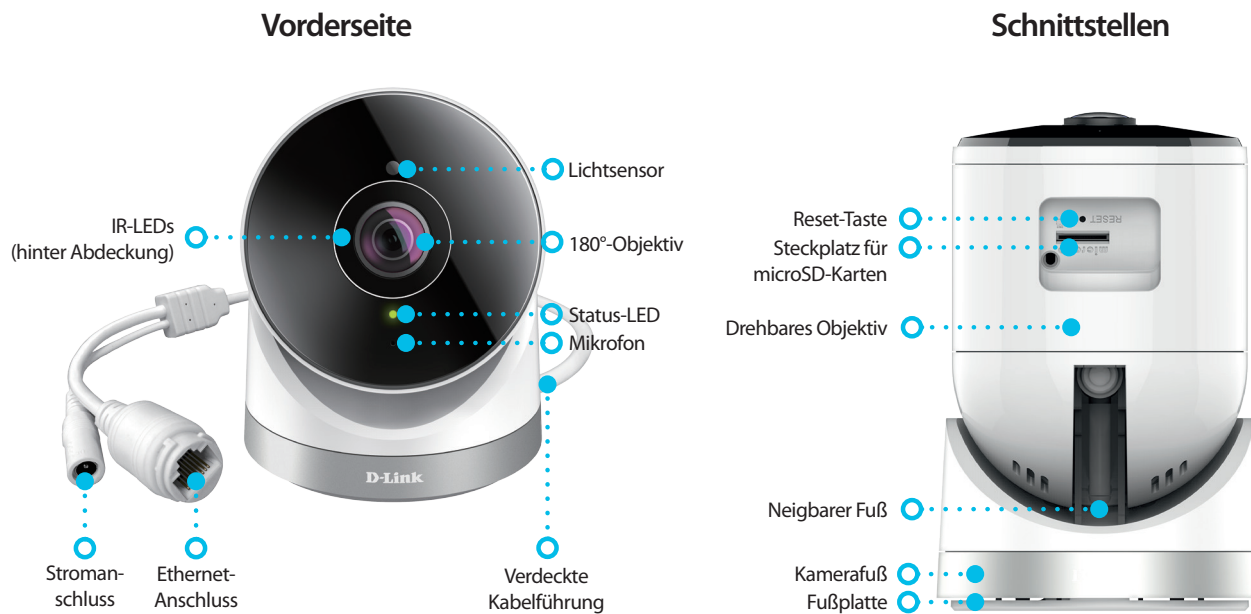 Vorderseite
Lichtsensor
IR-LEDs
(hinter Abdeckung)
180°-Objektiv
Status-LED
Mikrofon
D-Link
Stroman-
schluss
Ethernet-
Anschluss
Verdeckte
Kabelführung
Schnittstellen
Reset-Taste
RESET
Steckplatz für
microSD-Karten
Drehbares Objektiv
Neigbarer Fuß
Kamerafuß
Fußplatte